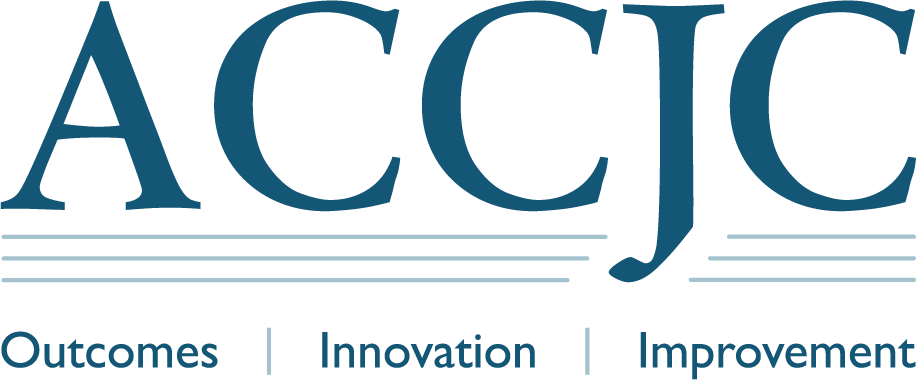 ACCJC
Outcomes | Innovation | Improvement